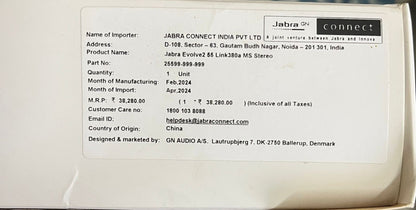 Jabra GN
connect
a joint venture between Jabra and Innova
Name of Importer: JABRA CONNECT INDIA PVT LTD
Address: D-108, Sector – 63, Gautam Budh Nagar, Noida – 201 301, India
Product Name: Jabra Evolve2 55 Link380a MS Stereo
Part No: 25599-999-999
Quantity: 1 Unit
Month of Manufacturing: Feb,2024
Month of Import: Apr,2024
M.R.P: ₹ 38,280.00 ( 1 * ₹ 38,280.00 ) (Inclusive of all Taxes)
Customer Care no: 1800 103 8088
Email ID: helpdesk@jabraconnect.com
Country of Origin: China
Designed & marketed by: GN AUDIO A/S. Lautrupbjerg 7, DK-2750 Ballerup, Denmark